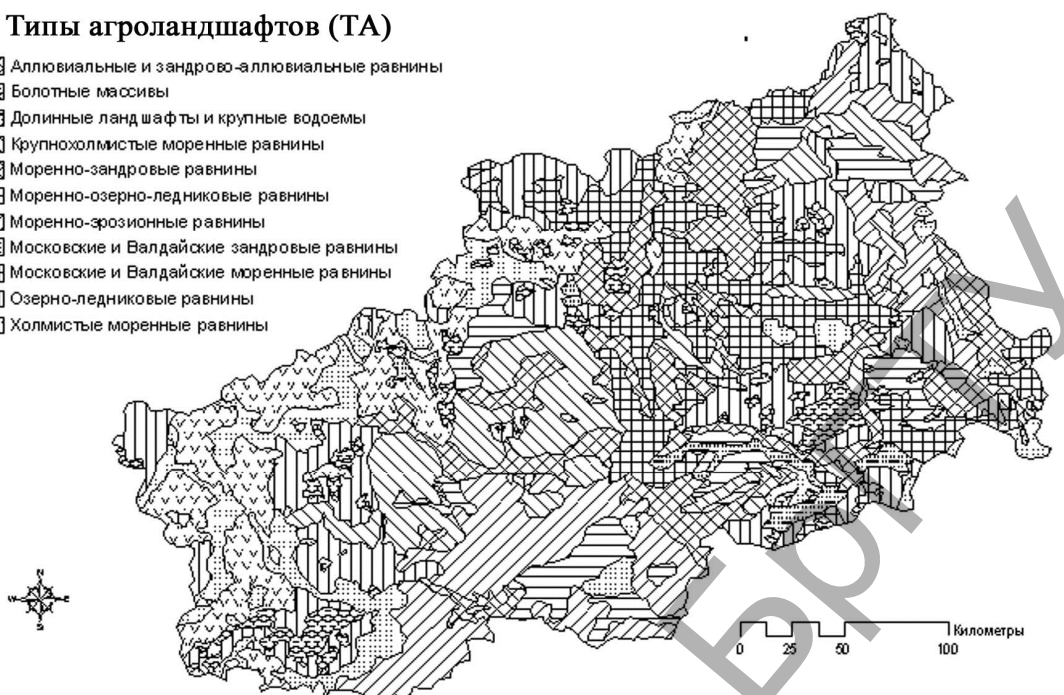 Типы агроландшафтов (ТА)
Аллювиальные и зандрово-аллювиальные равнины
Болотные массивы
Долинные ландшафты и крупные водоемы
Крупнохолмистые моренные равнины
Моренно-зандровые равнины
Моренно-озерно-ледниковые равнины
Моренно-эрозионные равнины
Московские и Валдайские зандровые равнины
Московские и Валдайские моренные равнины
Озерно-ледниковые равнины
Холмистые моренные равнины
N
W E
S
Километры
0 25 50 100
БрГТУ